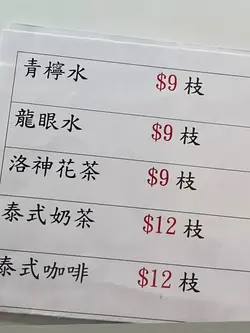 青檸水 $9 枝
龍眼水 $9 枝
洛神花茶 $9 枝
泰式奶茶 $12 枝
泰式咖啡 $12 枝